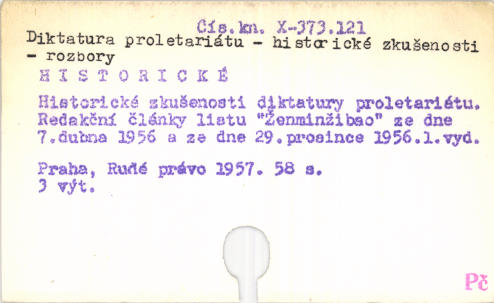 Čís.kn. X-373.121
Diktatura proletariátu - historické zkušenosti
- rozbory
HISTORICKÉ
Historické zkušenosti diktatury proletariátu.
Redakční články listu "Ženminžibao" ze dne
7.dubna 1956 a ze dne 29.prosince 1956.1.vyd.
Praha, Rudé právo 1957. 58 s.
3 výt.
Pč